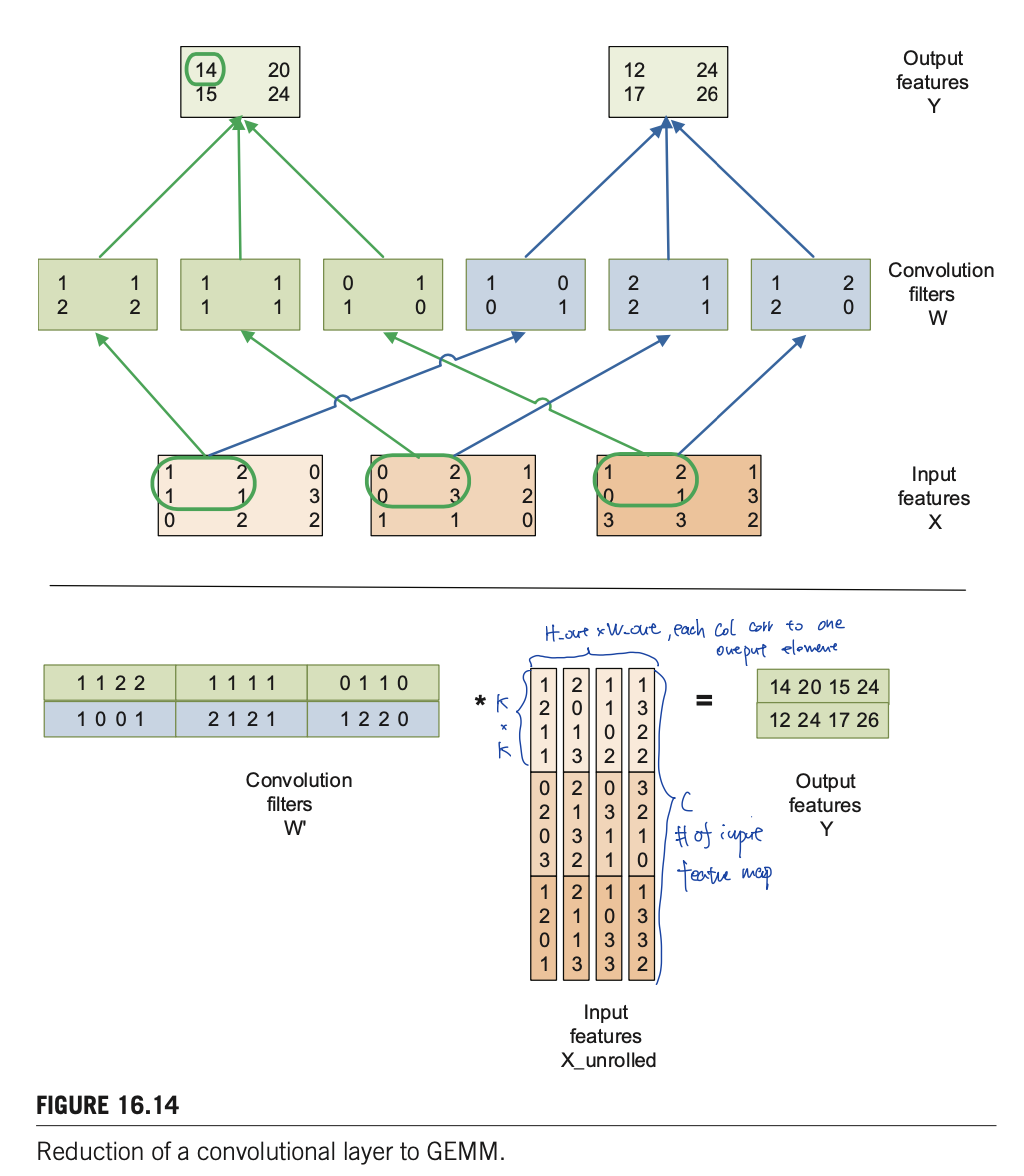 14 20
15 24
12 24
17 26
Output
features
Y
1 1
2 2
1 1
1 1
0 1
1 0
1 0
0 1
2 1
2 1
1 2
2 0
Convolution
filters
W
1 2 0
1 1 3
0 2 2
0 2 1
0 3 2
1 1 0
1 2 1
0 1 3
3 3 2
Input
features
X
H_out × W_out, each col corr to one
output element
1 1 2 2 1 1 1 1 0 1 1 0
1 0 0 1 2 1 2 1 1 2 2 0
Convolution
filters
W'
*
K
*
K
1 2 1 1
2 0 1 3
1 1 0 2
1 3 2 2
0 2 0 3
2 1 3 2
0 3 1 1
3 2 1 0
1 2 1 1
2 1 0 3
0 1 3 3
1 3 3 2
C
# of input
feature map
Input
features
X_unrolled
=
14 20 15 24
12 24 17 26
Output
features
Y
FIGURE 16.14
Reduction of a convolutional layer to GEMM.